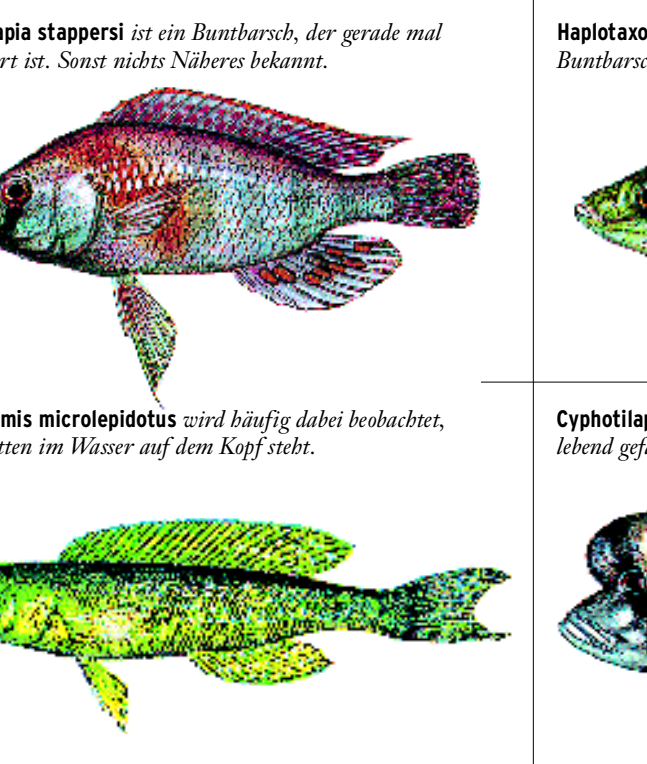 pia stappersi ist ein Buntbarsch, der gerade mal
rt ist. Sonst nichts Näheres bekannt.
Haplotaxo
Buntbarsc
mis microlepidotus wird häufig dabei beobachtet,
tten im Wasser auf dem Kopf steht.
Cyphotilap
lebend gef